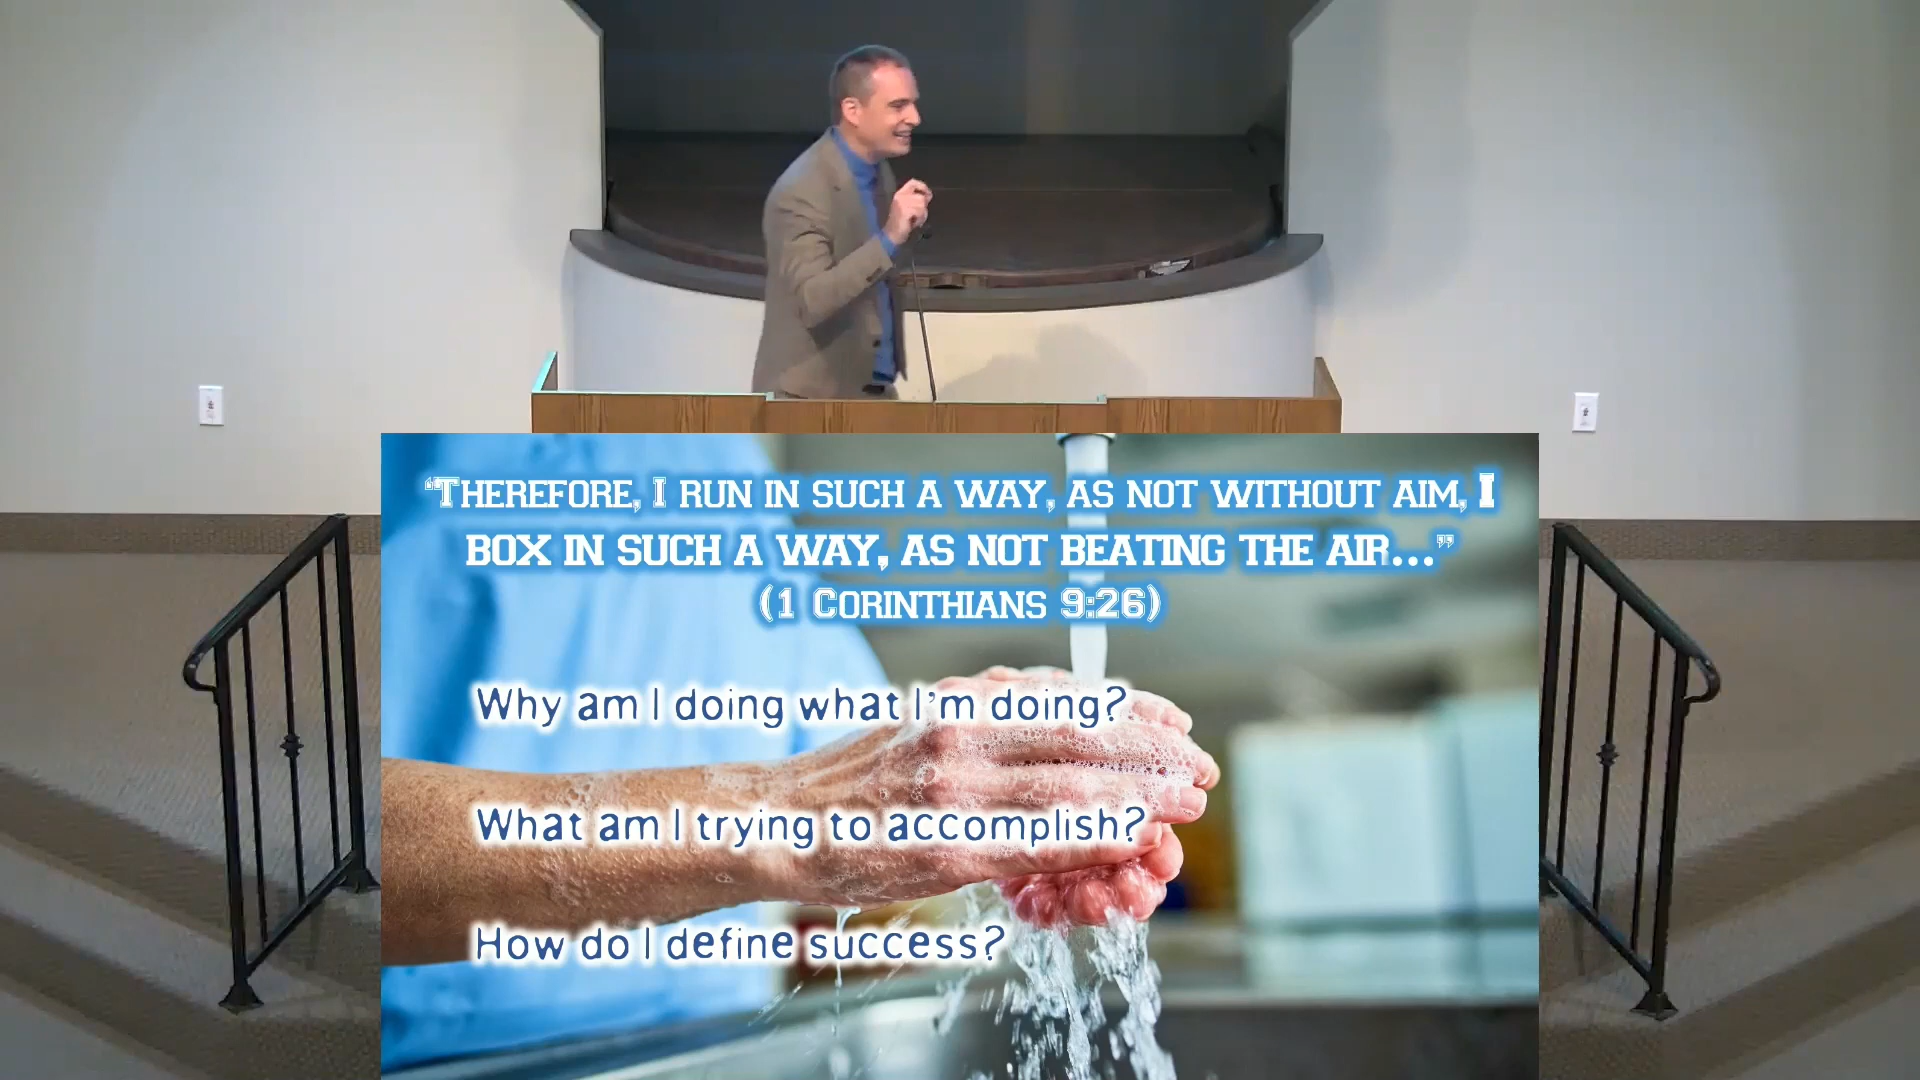 “Therefore, I run in such a way, as not without aim, I
box in such a way, as not beating the air...”
(1 Corinthians 9:26)
Why am I doing what I'm doing?
What am I trying to accomplish?
How do I define success?